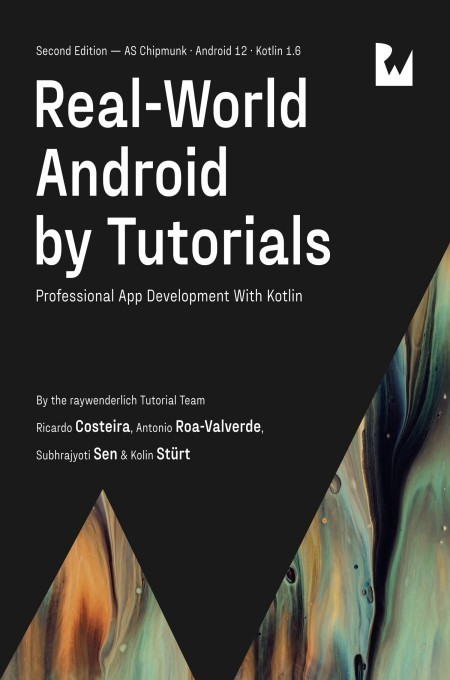 Second Edition — AS Chipmunk · Android 12 · Kotlin 1.6
Real-World
Android
by Tutorials
Professional App Development With Kotlin
By the raywenderlich Tutorial Team
Ricardo Costeira, Antonio Roa-Valverde,
Subhrajyoti Sen & Kolin Stürt